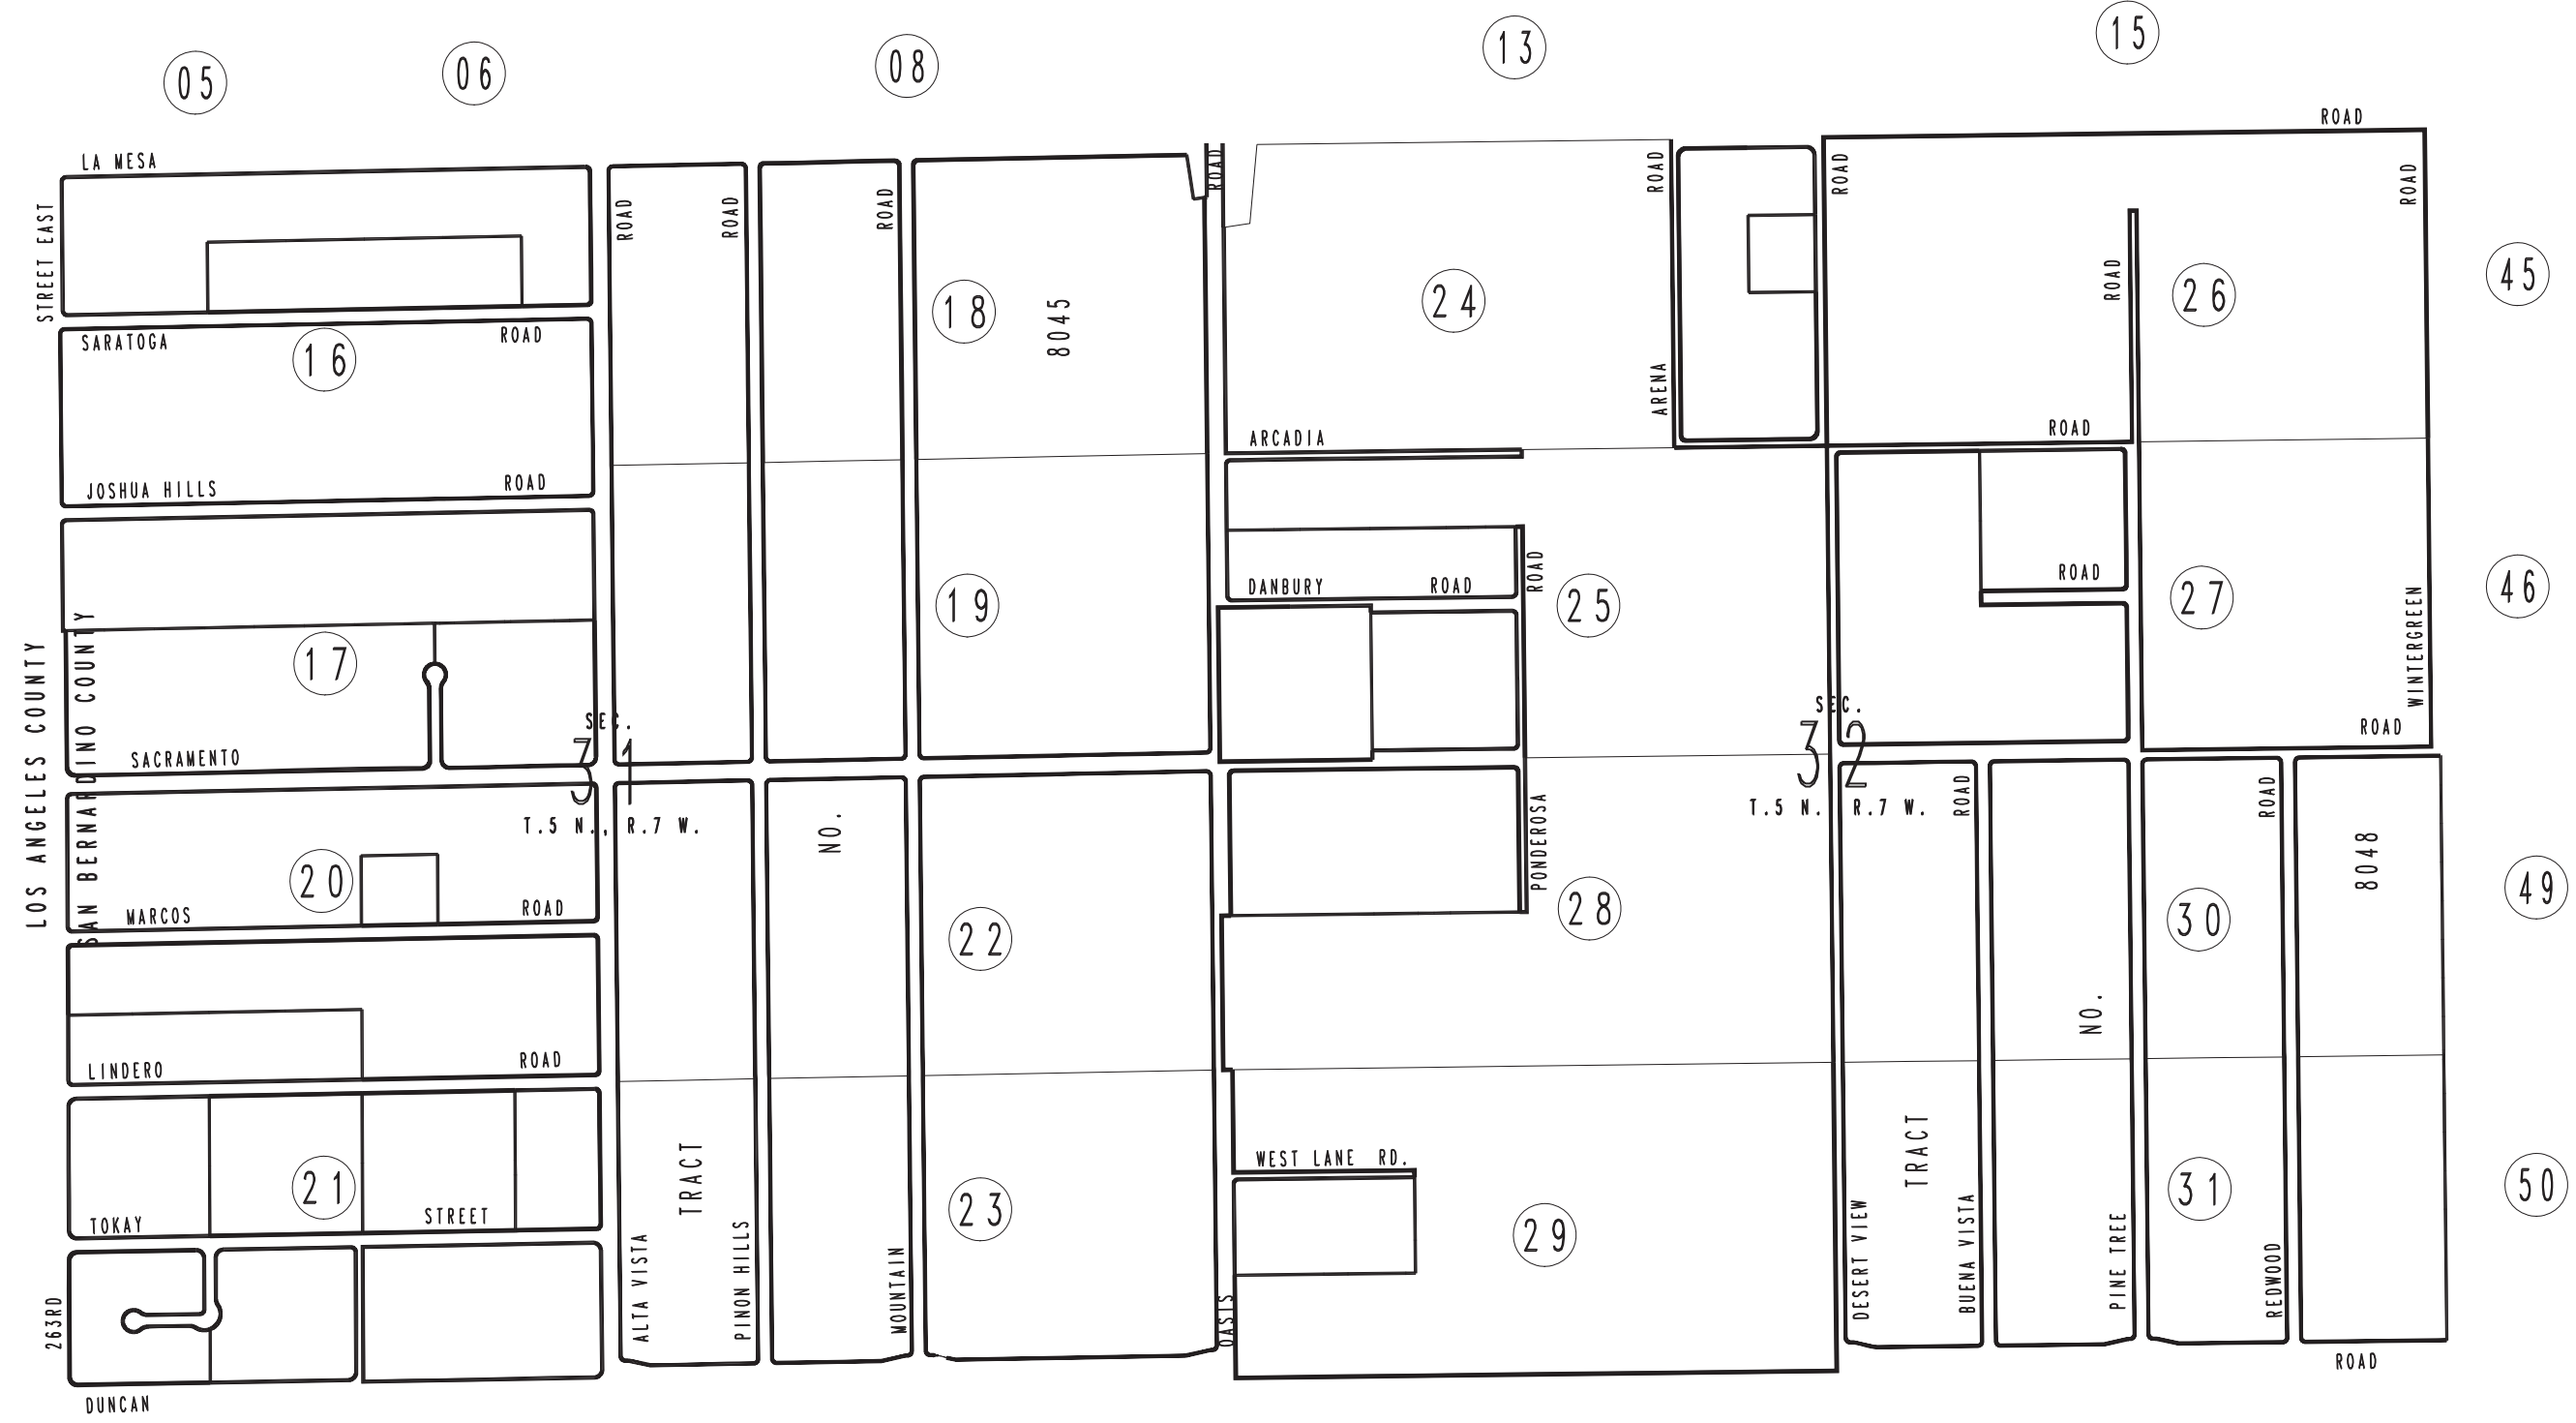 05
06
08
13
15
LA MESA
ROAD
STREET EAST
ROAD
ROAD
ROAD
ROAD
ROAD
ROAD
ROAD
ROAD
18
8045
24
26
45
SARATOGA
ROAD
16
ARENA
ARCADIA
ROAD
JOSHUA HILLS
ROAD
19
DANBURY
ROAD
ROAD
25
ROAD
27
46
WINTERGREEN
LOS ANGELES COUNTY
SAN BERNARDINO COUNTY
17
SACRAMENTO
SEC.
31
T.5 N., R.7 W.
SEC.
32
T.5 N. R.7 W.
ROAD
ROAD
ROAD
NO.
PONDEROSA
8048
20
MARCOS
ROAD
22
28
30
49
NO.
LINDERO
ROAD
TRACT
TRACT
WEST LANE RD.
21
23
29
31
50
TOKAY
STREET
263RD
ALTA VISTA
PINON HILLS
MOUNTAIN
OASIS
DESERT VIEW
BUENA VISTA
PINE TREE
REDWOOD
DUNCAN
ROAD